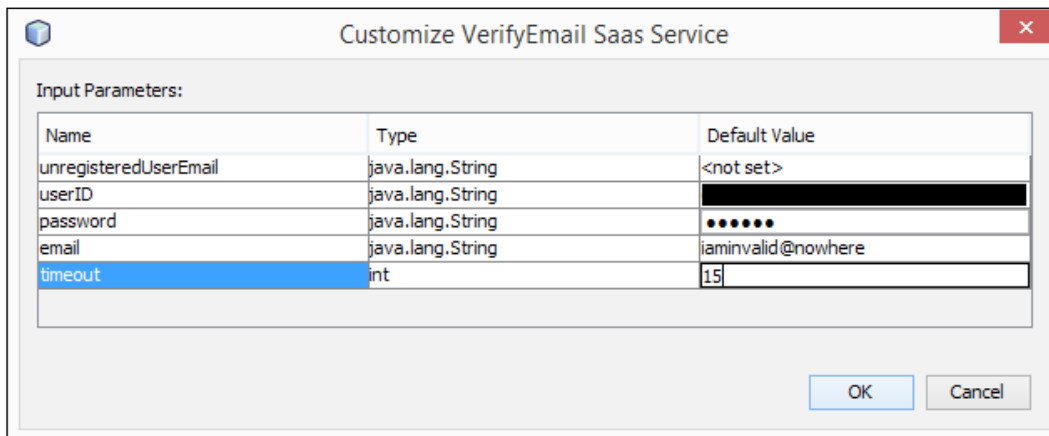 Customize VerifyEmail Saas Service
Input Parameters:
Name Type Default Value
unregisteredUserEmail java.lang.String <not set>
userID java.lang.String
password java.lang.String ●●●●●●
email java.lang.String iaminvalid@nowhere
timeout int 15
OK Cancel